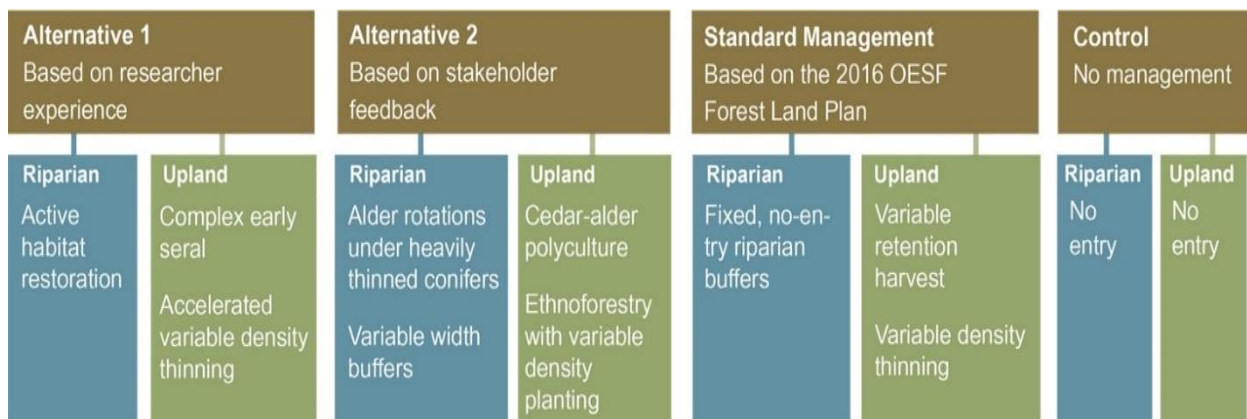 Alternative 1
Based on researcher
experience
Riparian
Active
habitat
restoration
Upland
Complex early
seral
Accelerated
variable density
thinning
Alternative 2
Based on stakeholder
feedback
Riparian
Alder rotations
under heavily
thinned conifers
Variable width
buffers
Upland
Cedar-alder
polyculture
Ethnoforestry
with variable
density
planting
Standard Management
Based on the 2016 OESF
Forest Land Plan
Riparian
Fixed, no-en-
try riparian
buffers
Upland
Variable
retention
harvest
Variable density
thinning
Control
No management
Riparian
No
entry
Upland
No
entry